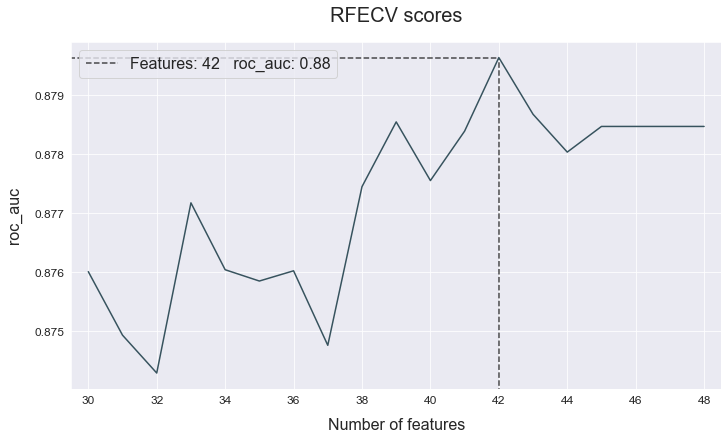 RFECV scores
Features: 42 roc_auc: 0.88
0.879
0.878
0.877
0.876
0.875
roc_auc
30 32 34 36 38 40 42 44 46 48
Number of features